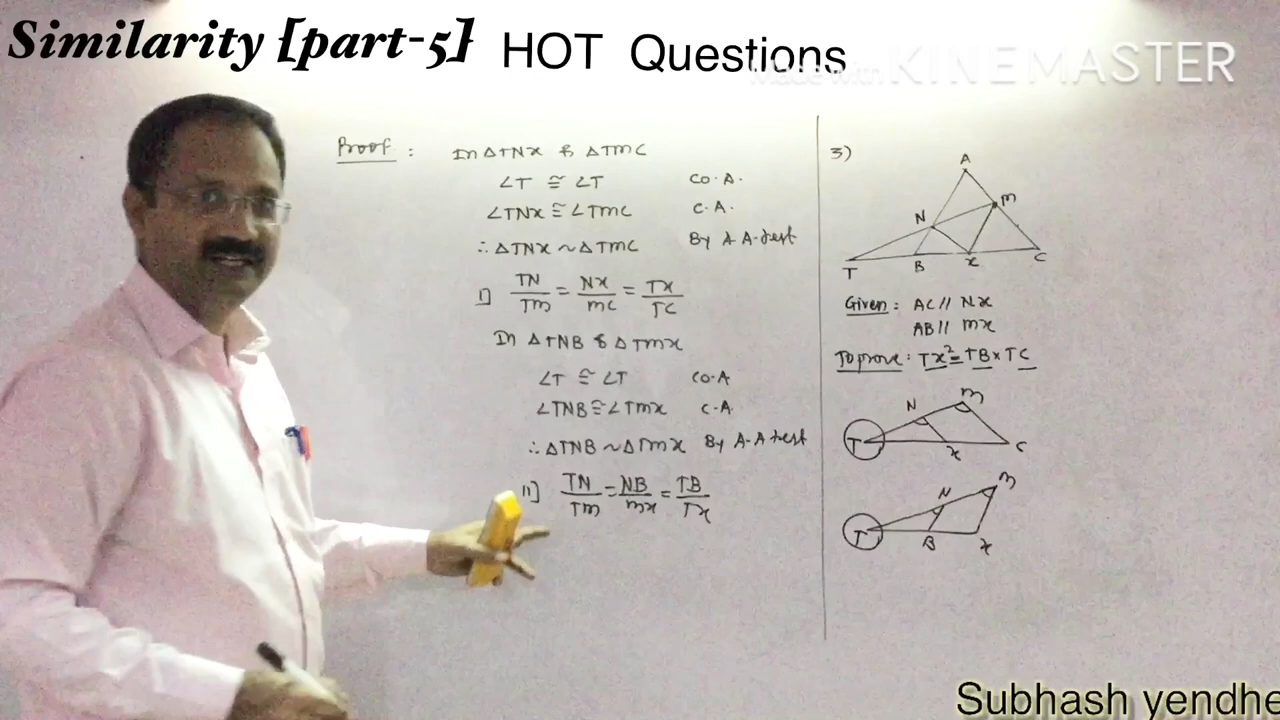 Similarity [part-5] HOT Questions
Made with KINEMASTER
Proof : In ΔTNX & ΔTMC
∠T ≅ ∠T CO.A.
∠TNX ≅ ∠TMC C.A.
∴ ΔTNX ~ ΔTMC By A A-test
I] TN/TM = NX/MC = TX/TC
In ΔTNB & ΔTMX
∠T ≅ ∠T CO.A
∠TNB ≅ ∠TMX C.A.
∴ ΔTNB ~ ΔTMX By A-A test
II] TN/TM = NB/MX = TB/TX
3)
A
M
N
T B X C
Given : AC // NX
AB // MX
To prove : TX² = TB × TC
M
N
T X C
M
N
T B X
Subhash yendhe